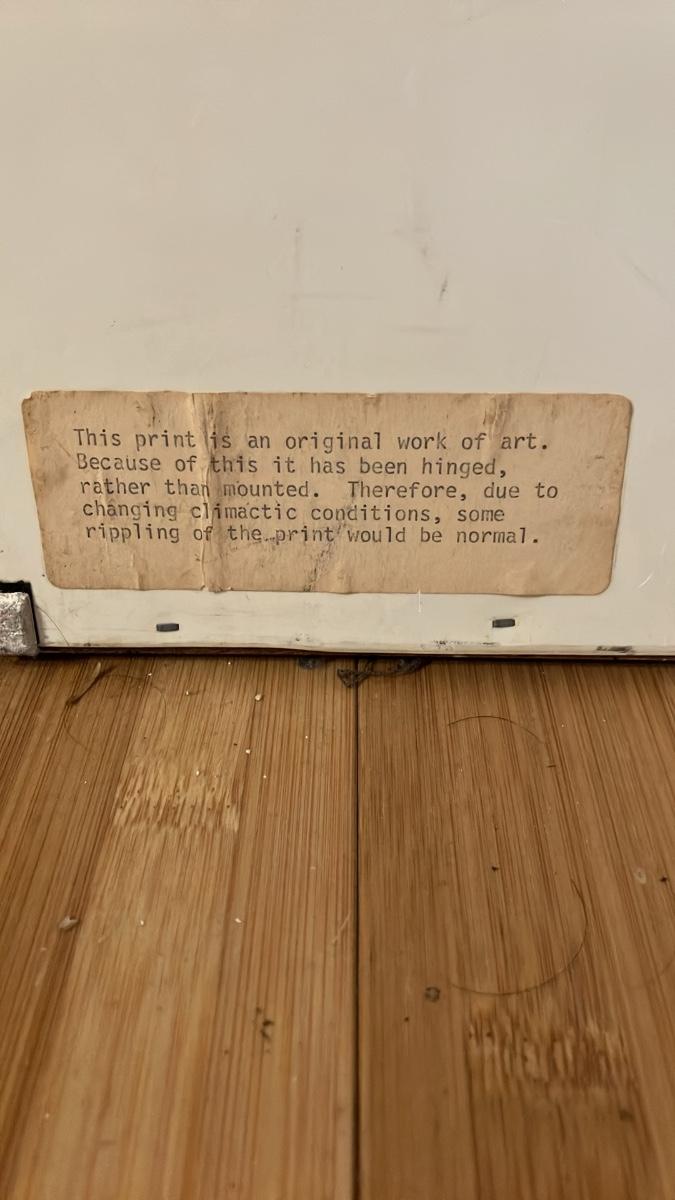 This print is an original work of art.
Because of this it has been hinged,
rather than mounted.  Therefore, due to
changing climactic conditions, some
rippling of the print would be normal.